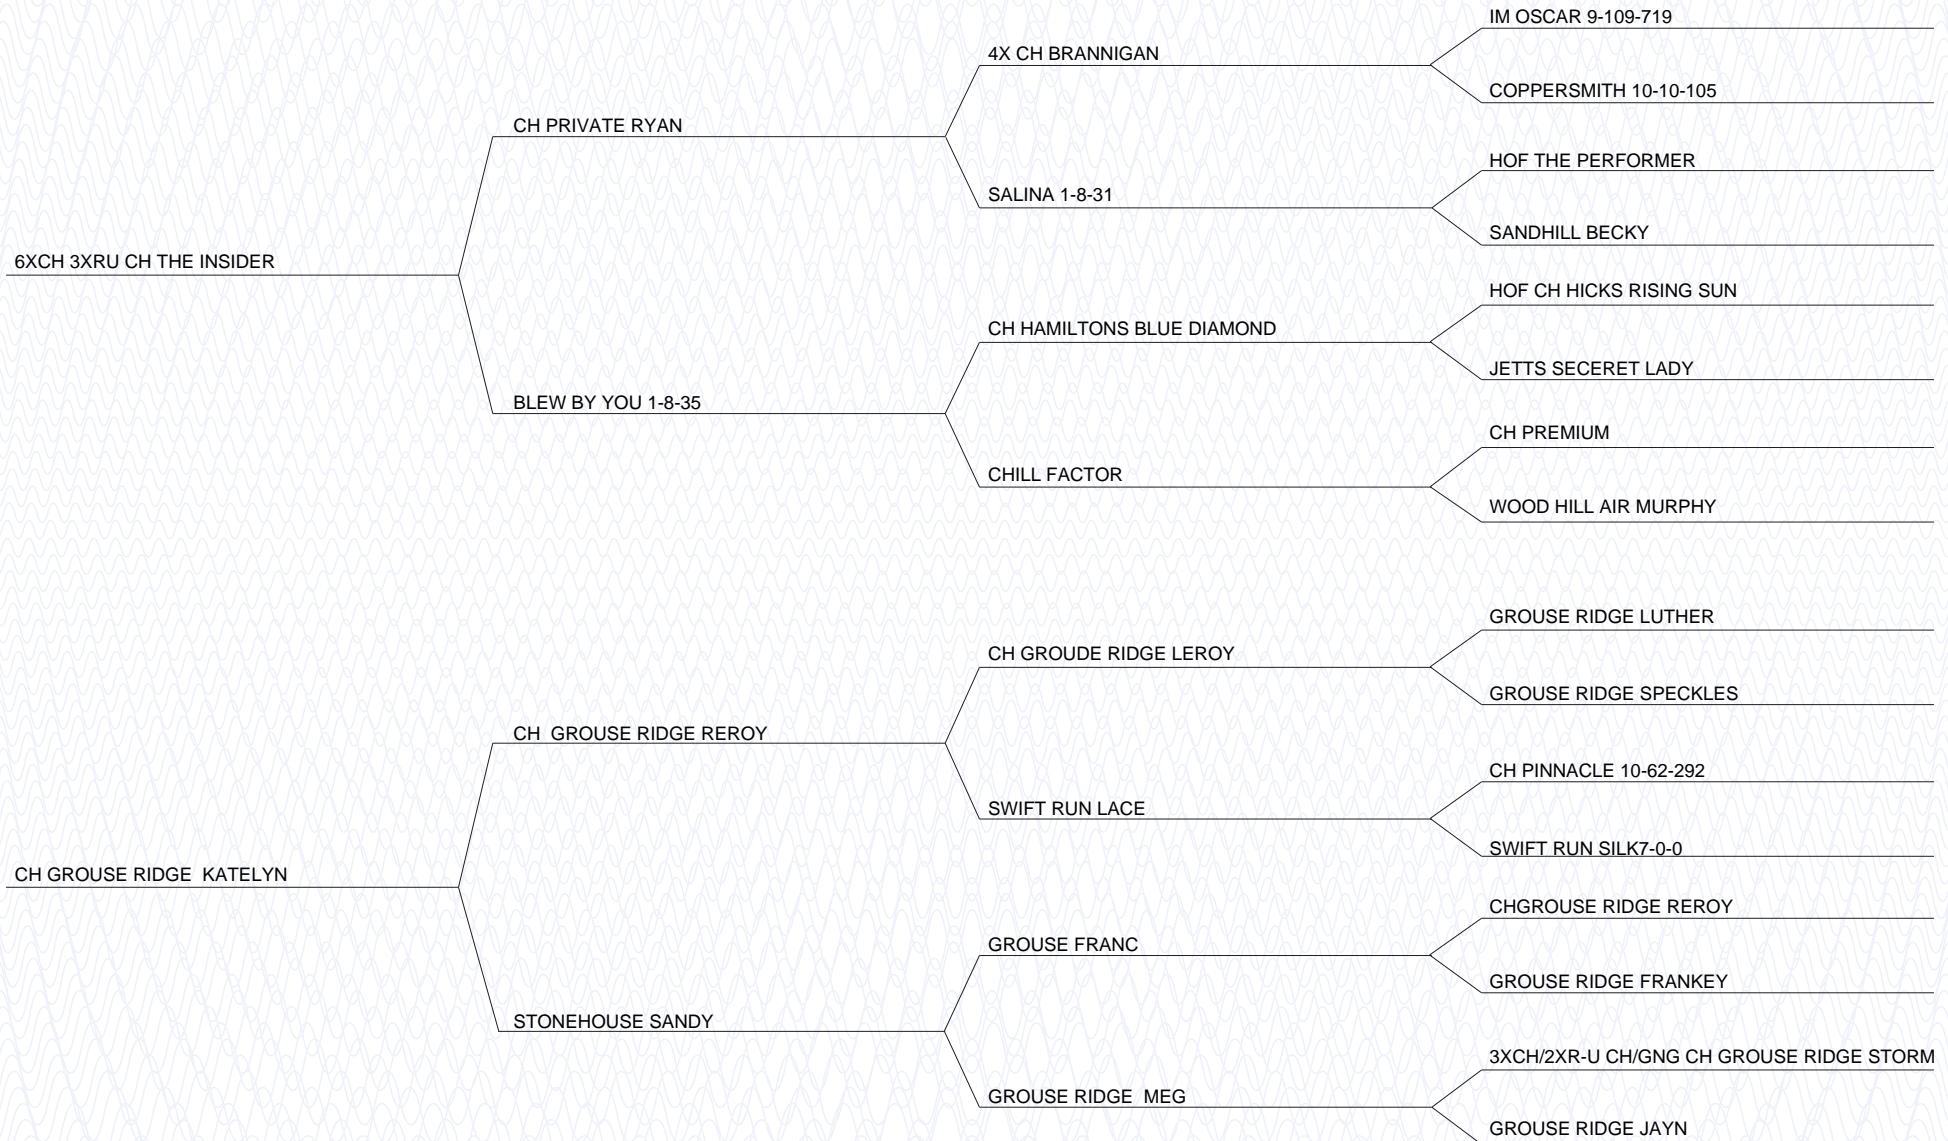 IM OSCAR 9-109-719
4X CH BRANNIGAN
COPPERSMITH 10-10-105
CH PRIVATE RYAN
HOF THE PERFORMER
SALINA 1-8-31
SANDHILL BECKY
6XCH 3XRU CH THE INSIDER
HOF CH HICKS RISING SUN
CH HAMILTONS BLUE DIAMOND
JETTS SECERET LADY
BLEW BY YOU 1-8-35
CH PREMIUM
CHILL FACTOR
WOOD HILL AIR MURPHY
GROUSE RIDGE LUTHER
CH GROUDE RIDGE LEROY
GROUSE RIDGE SPECKLES
CH  GROUSE RIDGE REROY
CH PINNACLE 10-62-292
SWIFT RUN LACE
SWIFT RUN SILK7-0-0
CH GROUSE RIDGE  KATELYN
CHGROUSE RIDGE REROY
GROUSE FRANC
GROUSE RIDGE FRANKEY
STONEHOUSE SANDY
3XCH/2XR-U CH/GNG CH GROUSE RIDGE STORM
GROUSE RIDGE  MEG
GROUSE RIDGE JAYN